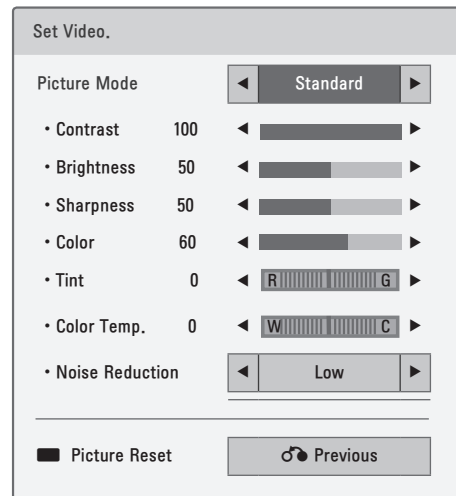 Set Video.
Picture Mode Standard
• Contrast 100
• Brightness 50
• Sharpness 50
• Color 60
• Tint 0 R G
• Color Temp. 0 W C
• Noise Reduction Low
Picture Reset Previous